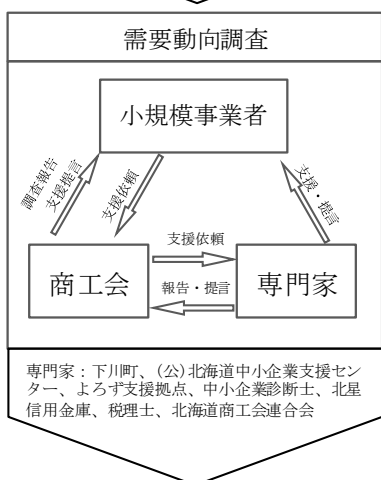 需要動向調査
小規模事業者
調査報告
支援提言
支援依頼
支援・提言
商工会
支援依頼
報告・提言
専門家
専門家：下川町、(公)北海道中小企業支援セン
ター、よろず支援拠点、中小企業診断士、北星
信用金庫、税理士、北海道商工会連合会